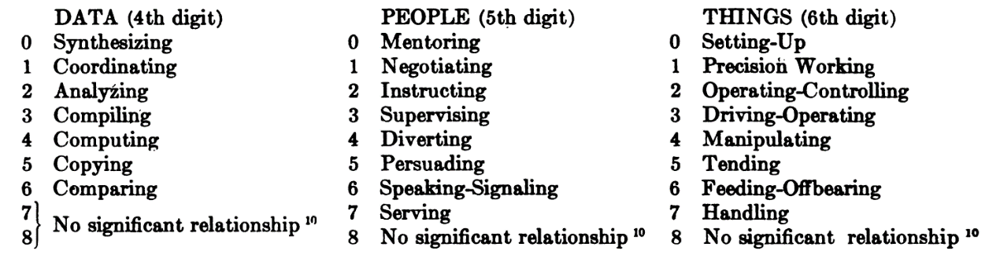 DATA (4th digit) PEOPLE (5th digit) THINGS (6th digit)
0 Synthesizing 0 Mentoring 0 Setting-Up
1 Coordinating 1 Negotiating 1 Precision Working
2 Analyzing 2 Instructing 2 Operating-Controlling
3 Compiling 3 Supervising 3 Driving-Operating
4 Computing 4 Diverting 4 Manipulating
5 Copying 5 Persuading 5 Tending
6 Comparing 6 Speaking-Signaling 6 Feeding-Offbearing
7 No significant relationship 10 7 Serving 7 Handling
8 8 No significant relationship 10 8 No significant relationship 10